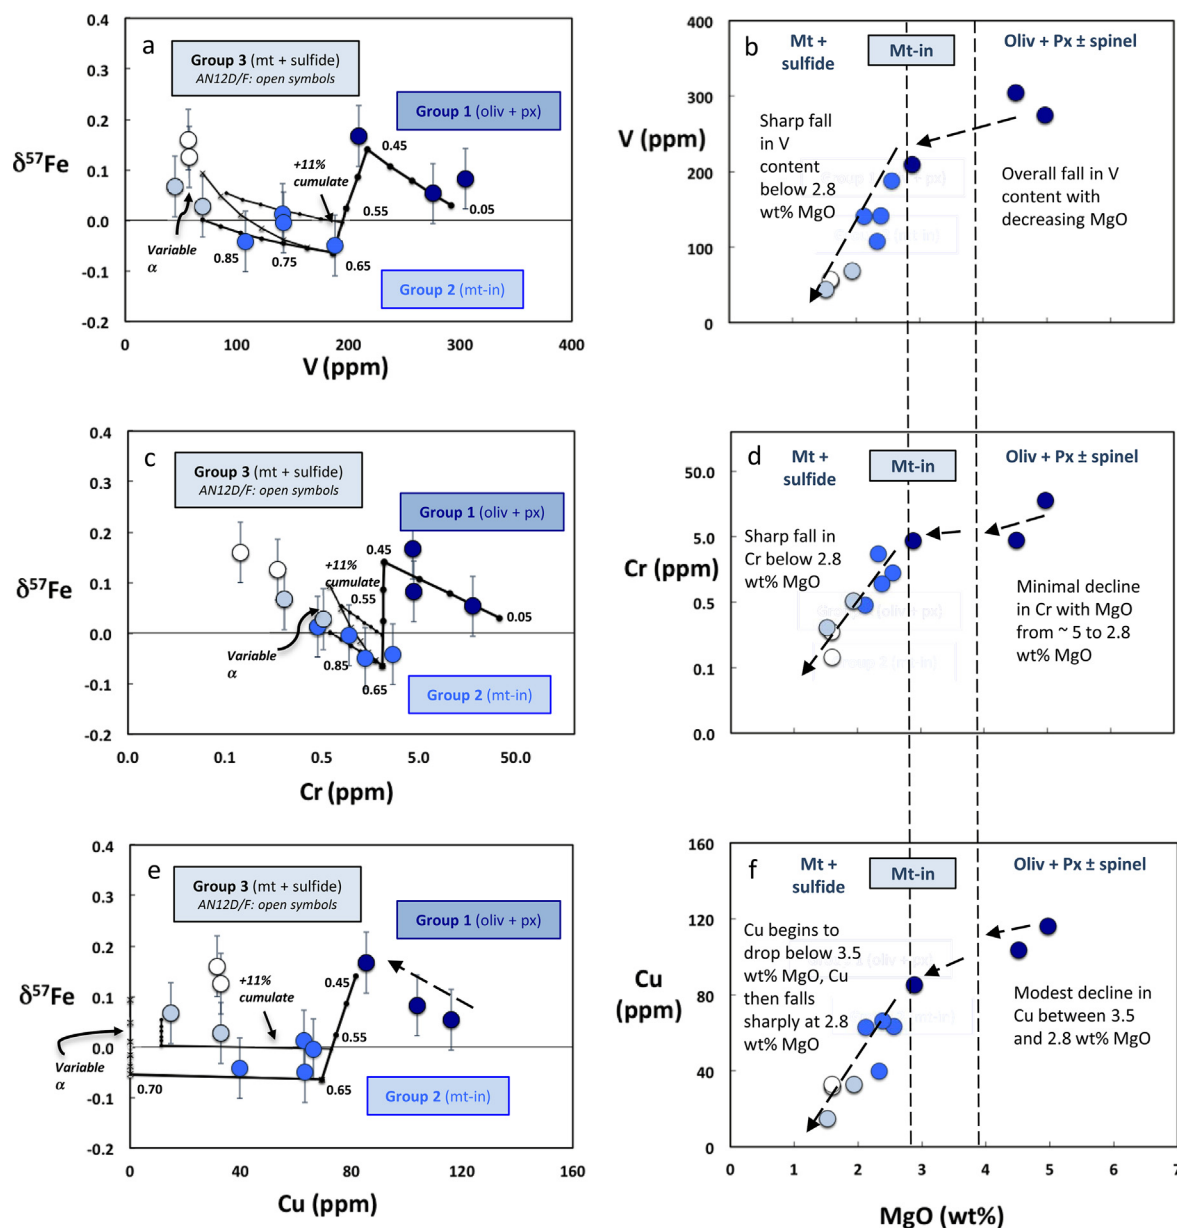 0.4
0.3
0.2
0.1
0.0
-0.1
-0.2
δ57Fe
a
Group 3 (mt + sulfide)
AN12D/F: open symbols
Group 1 (oliv + px)
+11%
cumulate
0.45
0.55
0.05
Variable
α
0.85
0.75
0.65
Group 2 (mt-in)
0
100
200
300
400
V (ppm)
400
300
200
100
0
V (ppm)
b
Mt +
sulfide
Mt-in
Oliv + Px ± spinel
Sharp fall
in V
content
below 2.8
wt% MgO
Overall fall in V
content with
decreasing MgO
0.4
0.3
0.2
0.1
0.0
-0.1
-0.2
δ57Fe
c
Group 3 (mt + sulfide)
AN12D/F: open symbols
Group 1 (oliv + px)
+11%
cumulate
0.45
0.55
0.05
Variable
α
0.85
0.65
Group 2 (mt-in)
0.0
0.1
0.5
5.0
50.0
Cr (ppm)
50.0
5.0
0.5
0.1
0.0
Cr (ppm)
d
Mt +
sulfide
Mt-in
Oliv + Px ± spinel
Sharp fall in
Cr below 2.8
wt% MgO
Minimal decline
in Cr with MgO
from ~ 5 to 2.8
wt% MgO
0.4
0.3
0.2
0.1
0.0
-0.1
-0.2
δ57Fe
e
Group 3 (mt + sulfide)
AN12D/F: open symbols
Group 1 (oliv + px)
+11%
cumulate
0.45
0.55
0.65
0.70
Variable
α
Group 2 (mt-in)
0
40
80
120
160
Cu (ppm)
160
120
80
40
0
Cu
(ppm)
f
Mt +
sulfide
Mt-in
Oliv + Px ± spinel
Cu begins to
drop below 3.5
wt% MgO, Cu
then falls
sharply at 2.8
wt% MgO
Modest decline in
Cu between 3.5
and 2.8 wt% MgO
0
1
2
3
4
5
6
7
MgO (wt%)